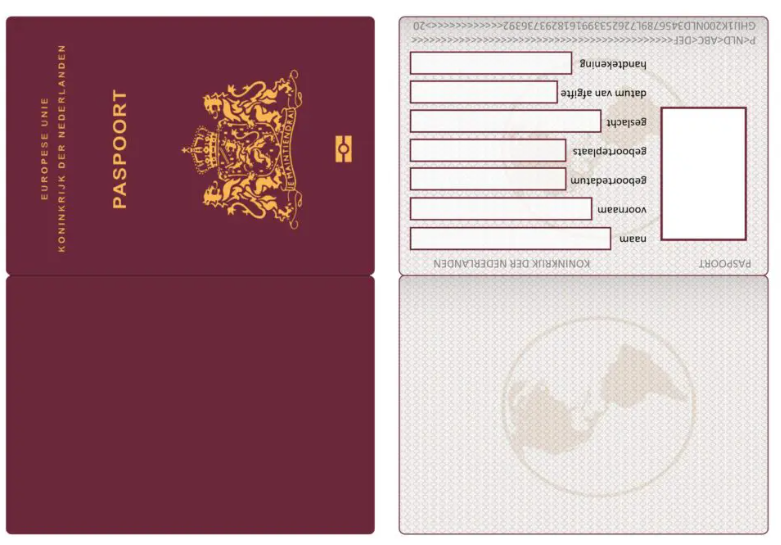 EUROPESE UNIE
KONINKRIJK DER NEDERLANDEN
PASPOORT
JE MAINTIENDRAI
PASPOORT KONINKRIJK DER NEDERLANDEN
naam
voornaam
geboortedatum
geboorteplaats
geslacht
datum van afgifte
handtekening
P<NLD<ABC<DEF<<<<<<<<<<<<<<<<<<<<<<<<<<<<<<<
GHIJ1K200NLD3456789L7262533991618293736392<<<<<<<<<<<<<<20